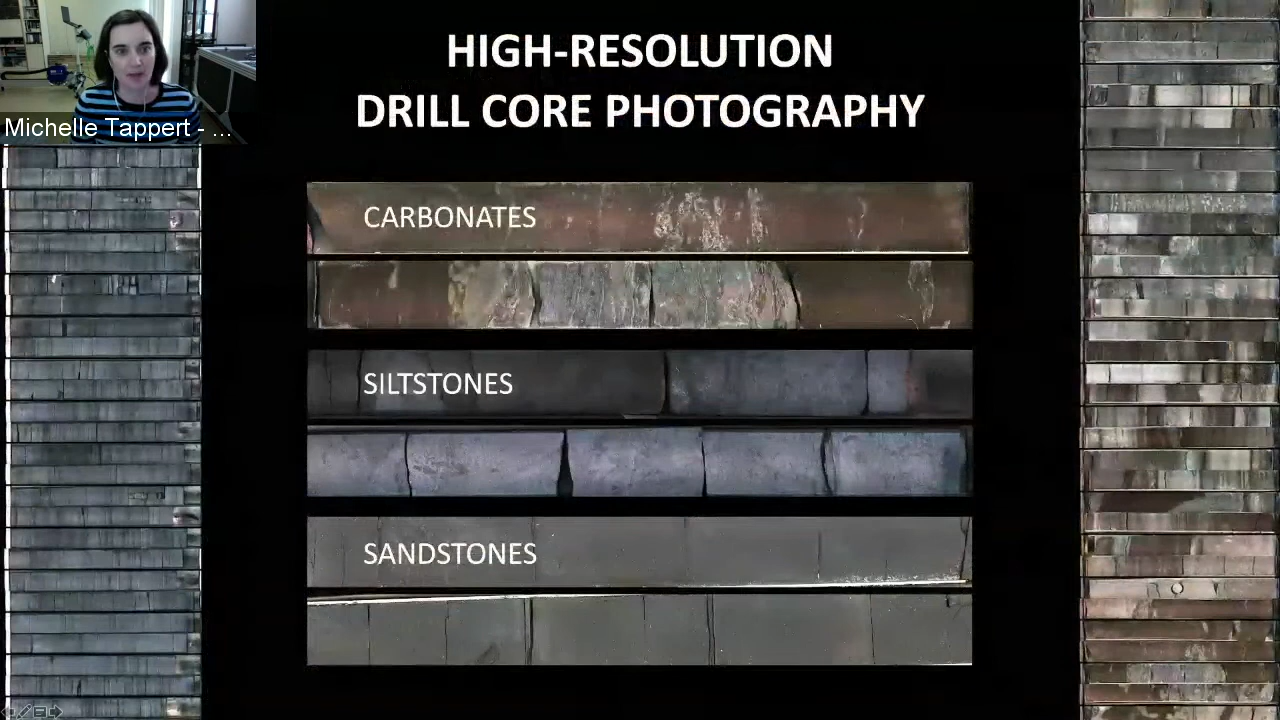 HIGH-RESOLUTION
DRILL CORE PHOTOGRAPHY
Michelle Tappert - ...
CARBONATES
SILTSTONES
SANDSTONES